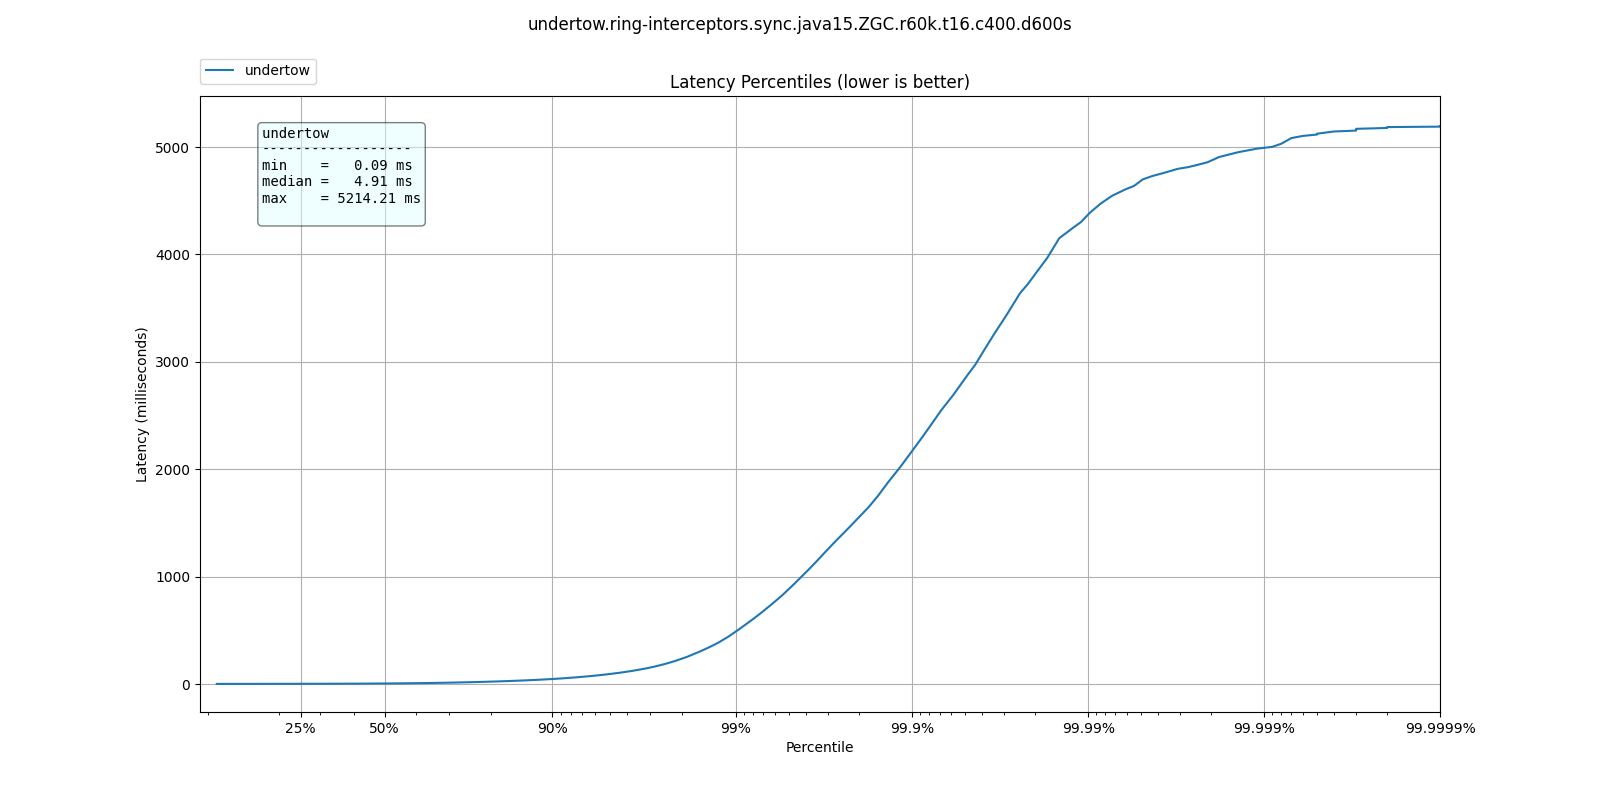 undertow.ring-interceptors.sync.java15.ZGC.r60k.t16.c400.d600s
undertow
Latency Percentiles (lower is better)
undertow
------------------
min    =   0.09 ms
median =   4.91 ms
max    = 5214.21 ms
5000
4000
3000
2000
1000
0
Latency (milliseconds)
25% 50% 90% 99% 99.9% 99.99% 99.999% 99.9999%
Percentile